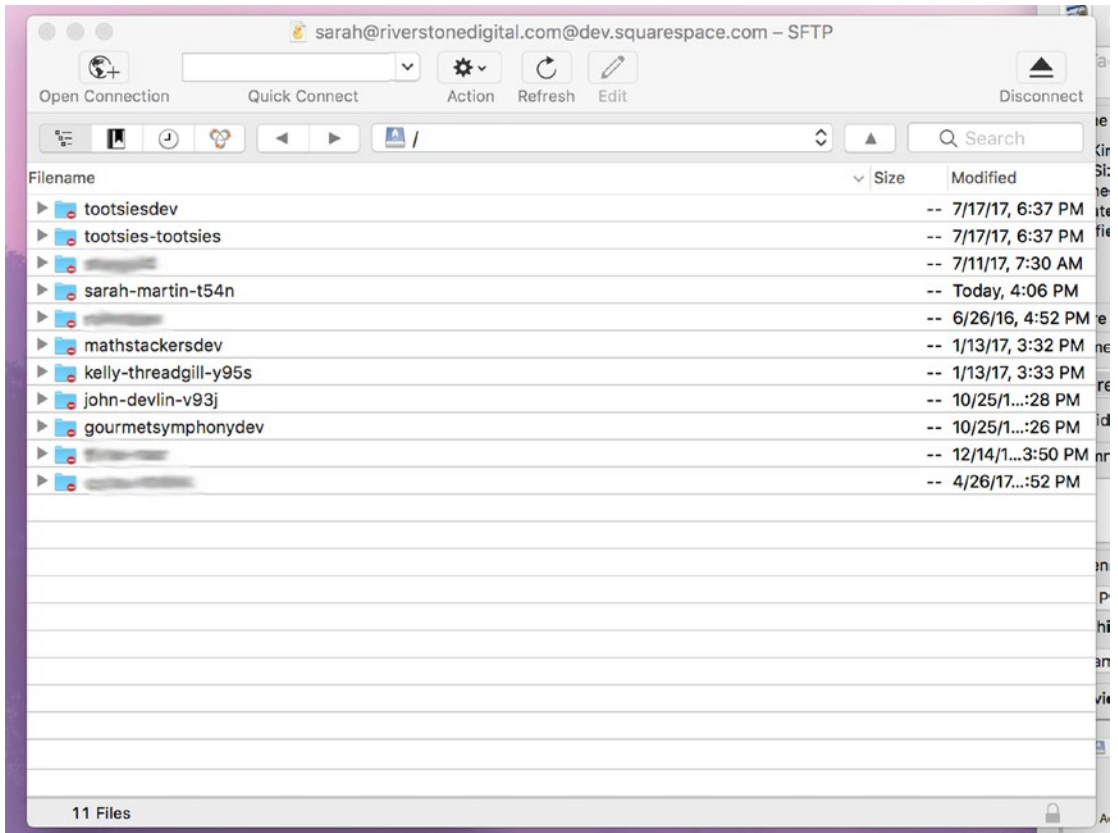 sarah@riverstonedigital.com@dev.squarespace.com – SFTP
Open Connection Quick Connect Action Refresh Edit Disconnect
/ Search
Filename Size Modified
tootsiesdev -- 7/17/17, 6:37 PM
tootsies-tootsies -- 7/17/17, 6:37 PM
-- 7/11/17, 7:30 AM
sarah-martin-t54n -- Today, 4:06 PM
-- 6/26/16, 4:52 PM
mathstackersdev -- 1/13/17, 3:32 PM
kelly-threadgill-y95s -- 1/13/17, 3:33 PM
john-devlin-v93j -- 10/25/1...:28 PM
gourmetsymphonydev -- 10/25/1...:26 PM
-- 12/14/1...3:50 PM
-- 4/26/17...:52 PM
11 Files